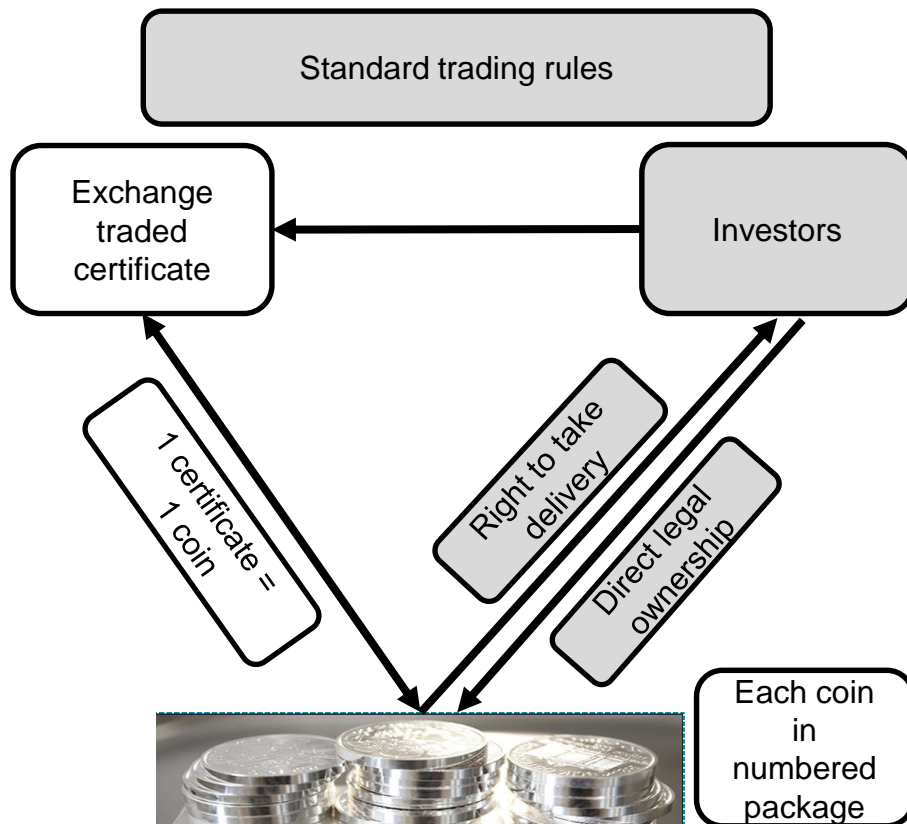 Standard trading rules
Exchange
traded
certificate
Investors
1 certificate =
1 coin
Right to take
delivery
Direct legal
ownership
Each coin
in
numbered
package